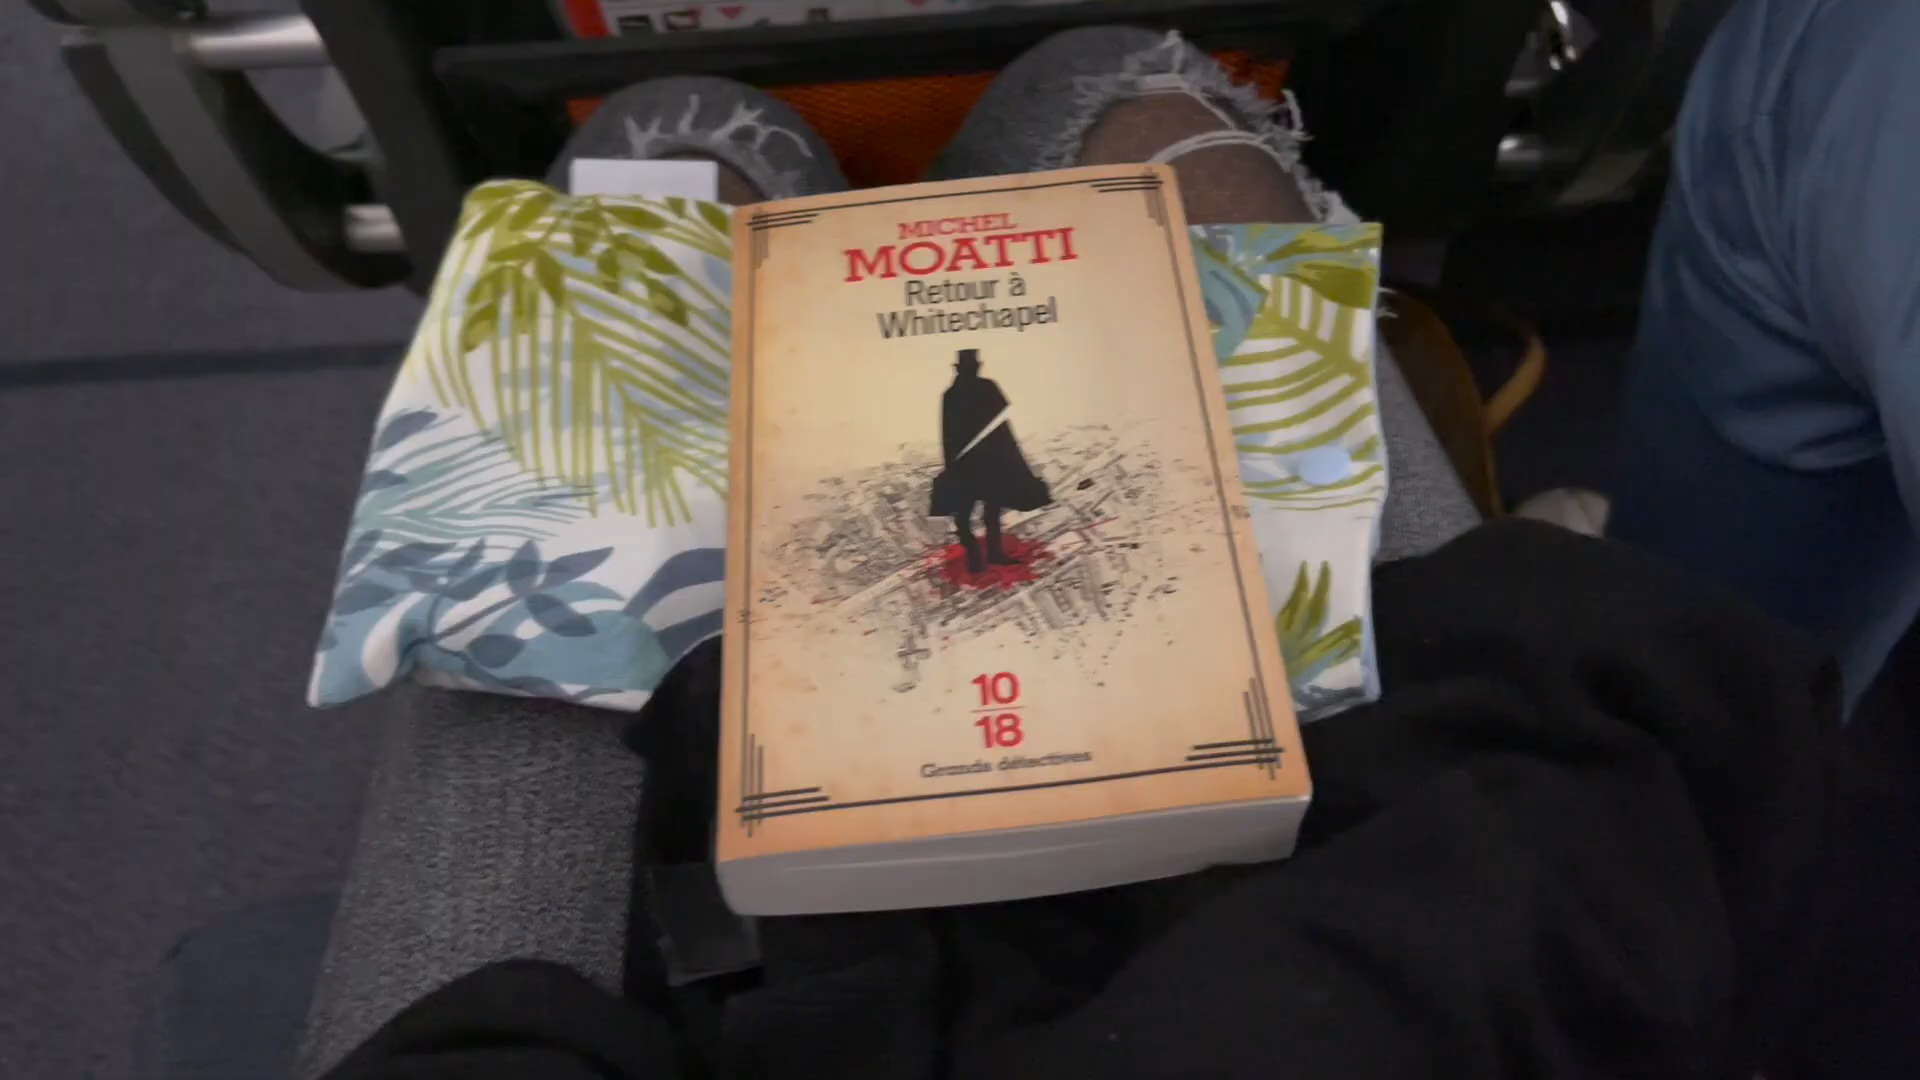 MICHEL
MOATTI
Retour à
Whitechapel
10
18
Grands détectives